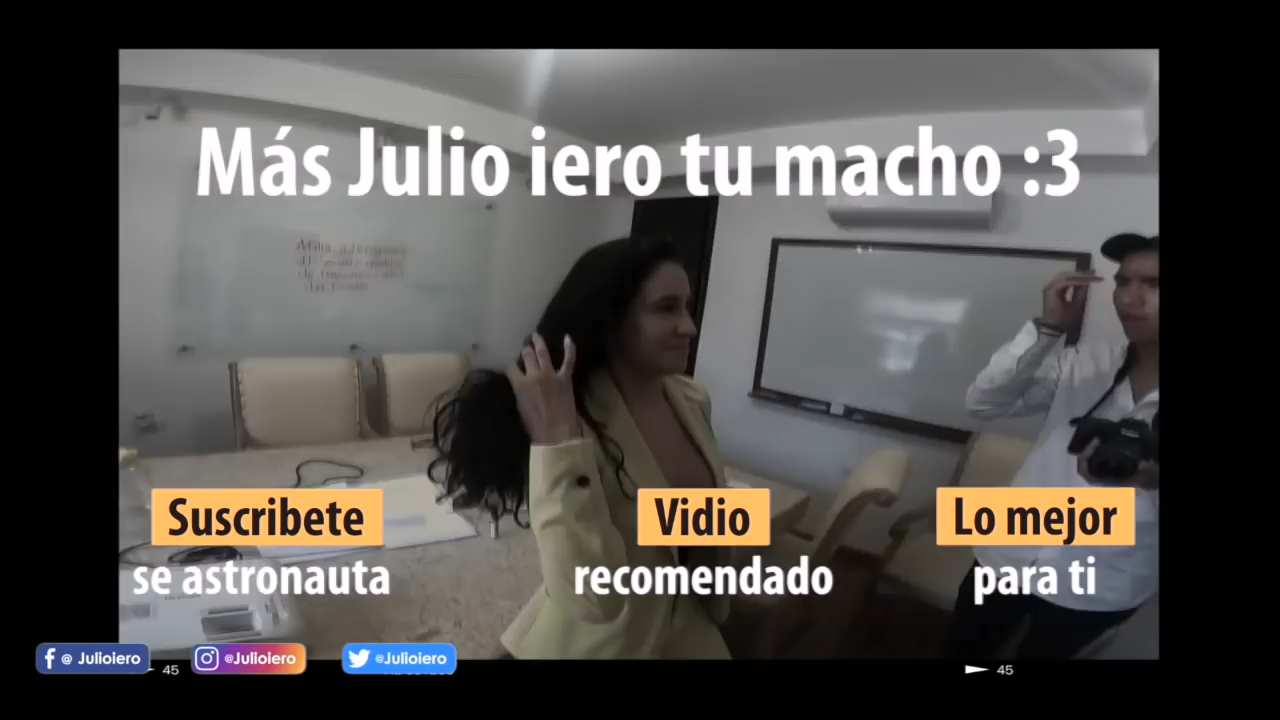 Más Julio iero tu macho :3
Suscribete
se astronauta
Vidio
recomendado
Lo mejor
para ti
@ Julioiero
@Julioiero
@Julioiero
45
45